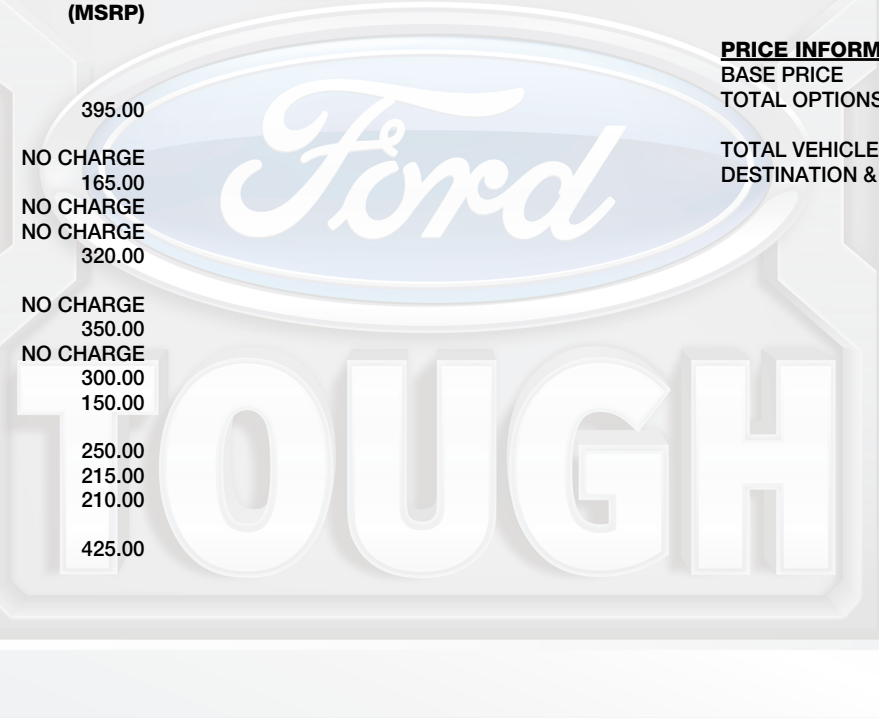 (MSRP)
395.00
NO CHARGE
165.00
NO CHARGE
NO CHARGE
320.00
NO CHARGE
350.00
NO CHARGE
300.00
150.00
250.00
215.00
210.00
425.00
PRICE INFORM
BASE PRICE
TOTAL OPTIONS
TOTAL VEHICLE
DESTINATION &
Ford
TOUGH